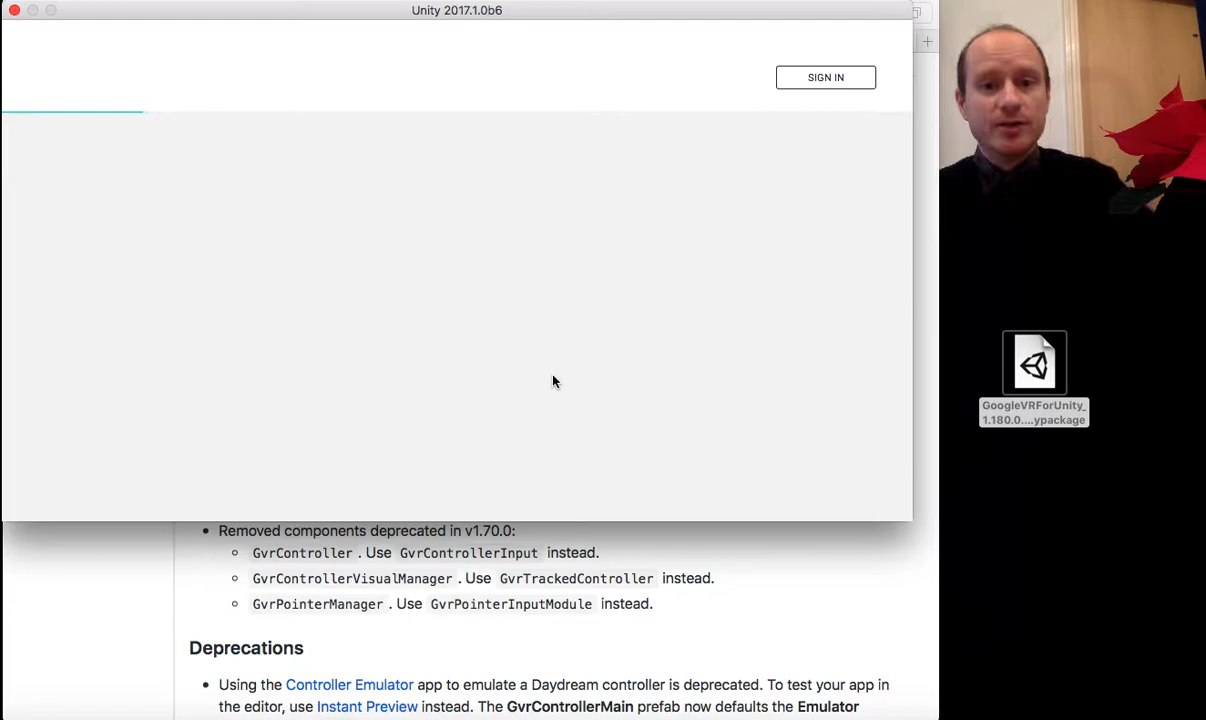 Unity 2017.1.0b6
SIGN IN
GoogleVRForUnity_
1.180.0....ypackage
Removed components deprecated in v1.70.0:
GvrController . Use GvrControllerInput instead.
GvrControllerVisualManager . Use GvrTrackedController instead.
GvrPointerManager . Use GvrPointerInputModule instead.
Deprecations
Using the Controller Emulator app to emulate a Daydream controller is deprecated. To test your app in
the editor, use Instant Preview instead. The GvrControllerMain prefab now defaults the Emulator